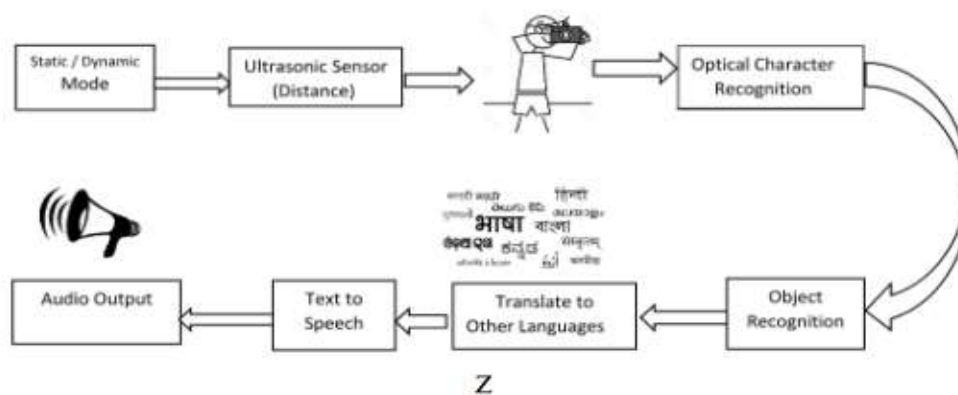 Static / Dynamic
Mode
Ultrasonic Sensor
(Distance)
Optical Character
Recognition
हिन्दी
తెలుగు
भाषा বাংলা
ಕನ್ನಡ संस्कृतम्
Audio Output
Text to
Speech
Translate to
Other Languages
Object
Recognition
Z